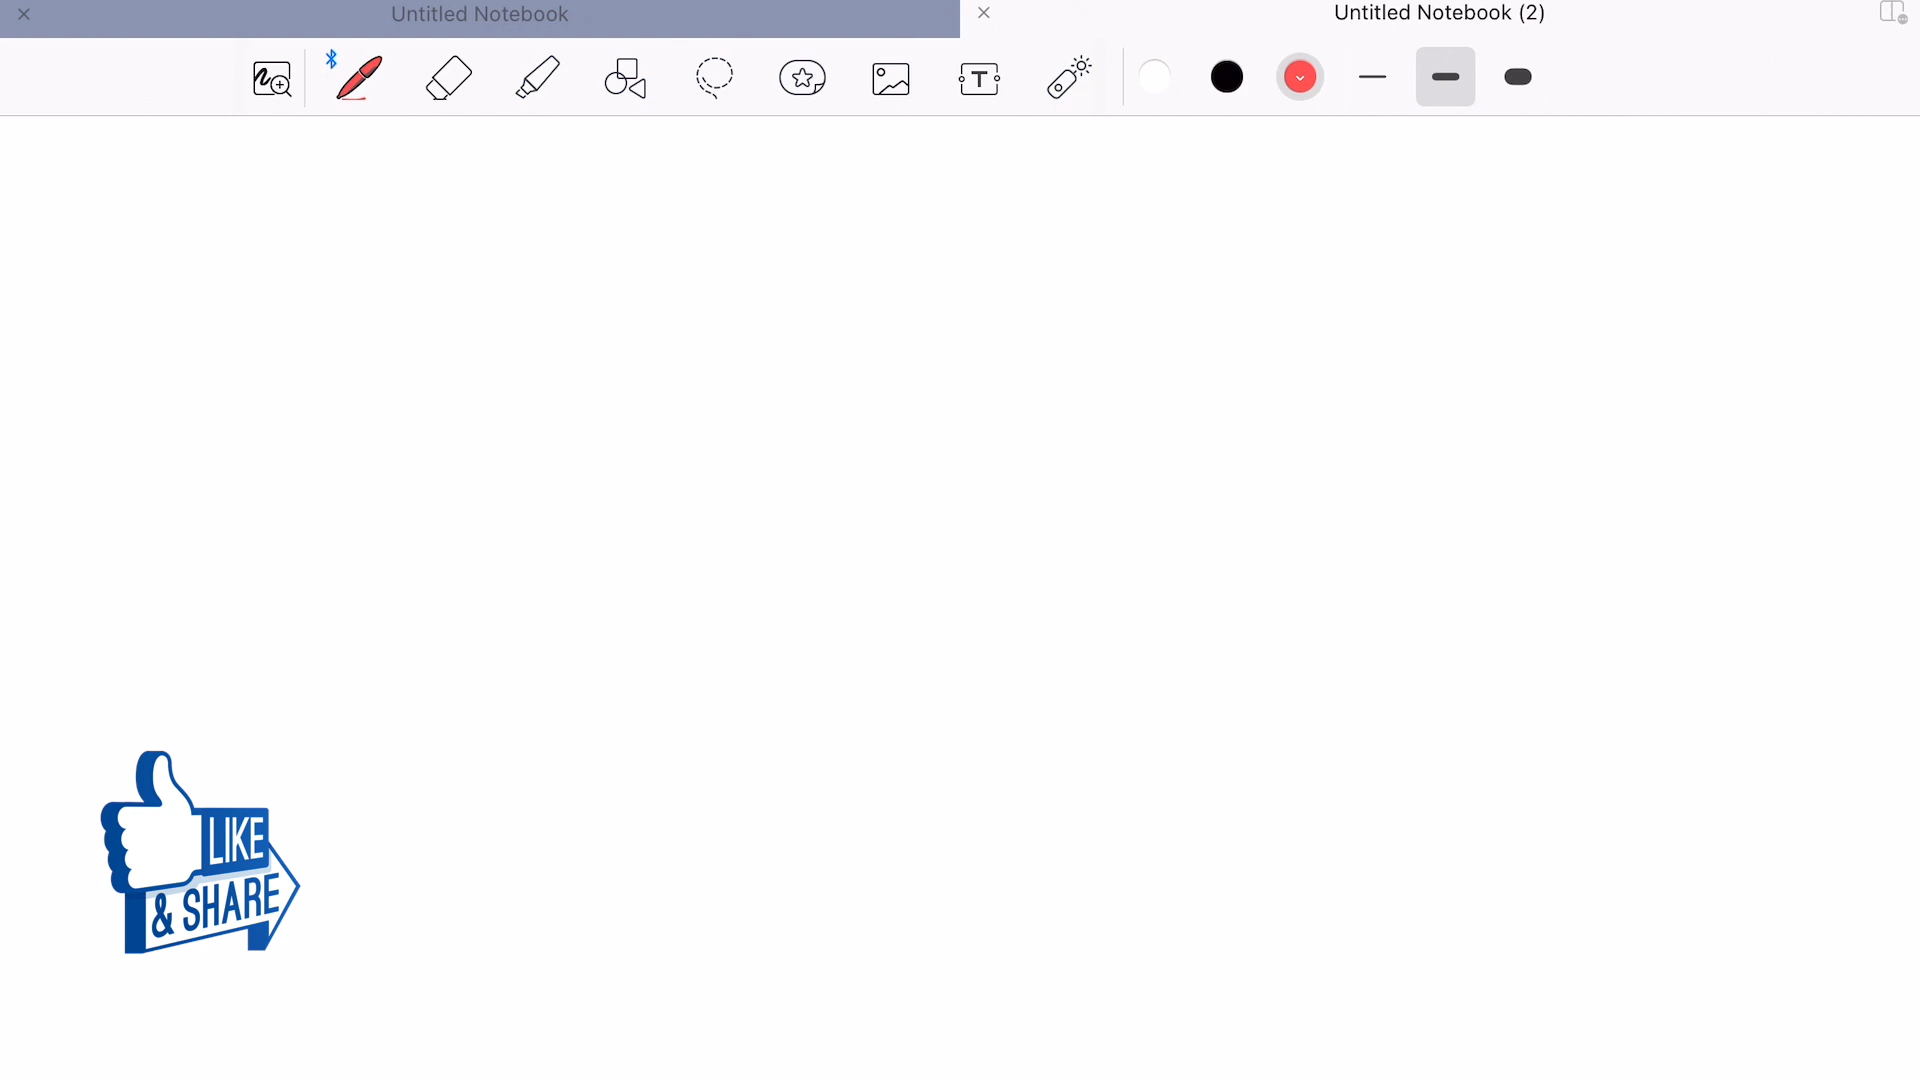 Untitled Notebook
Untitled Notebook (2)
T
LIKE
& SHARE